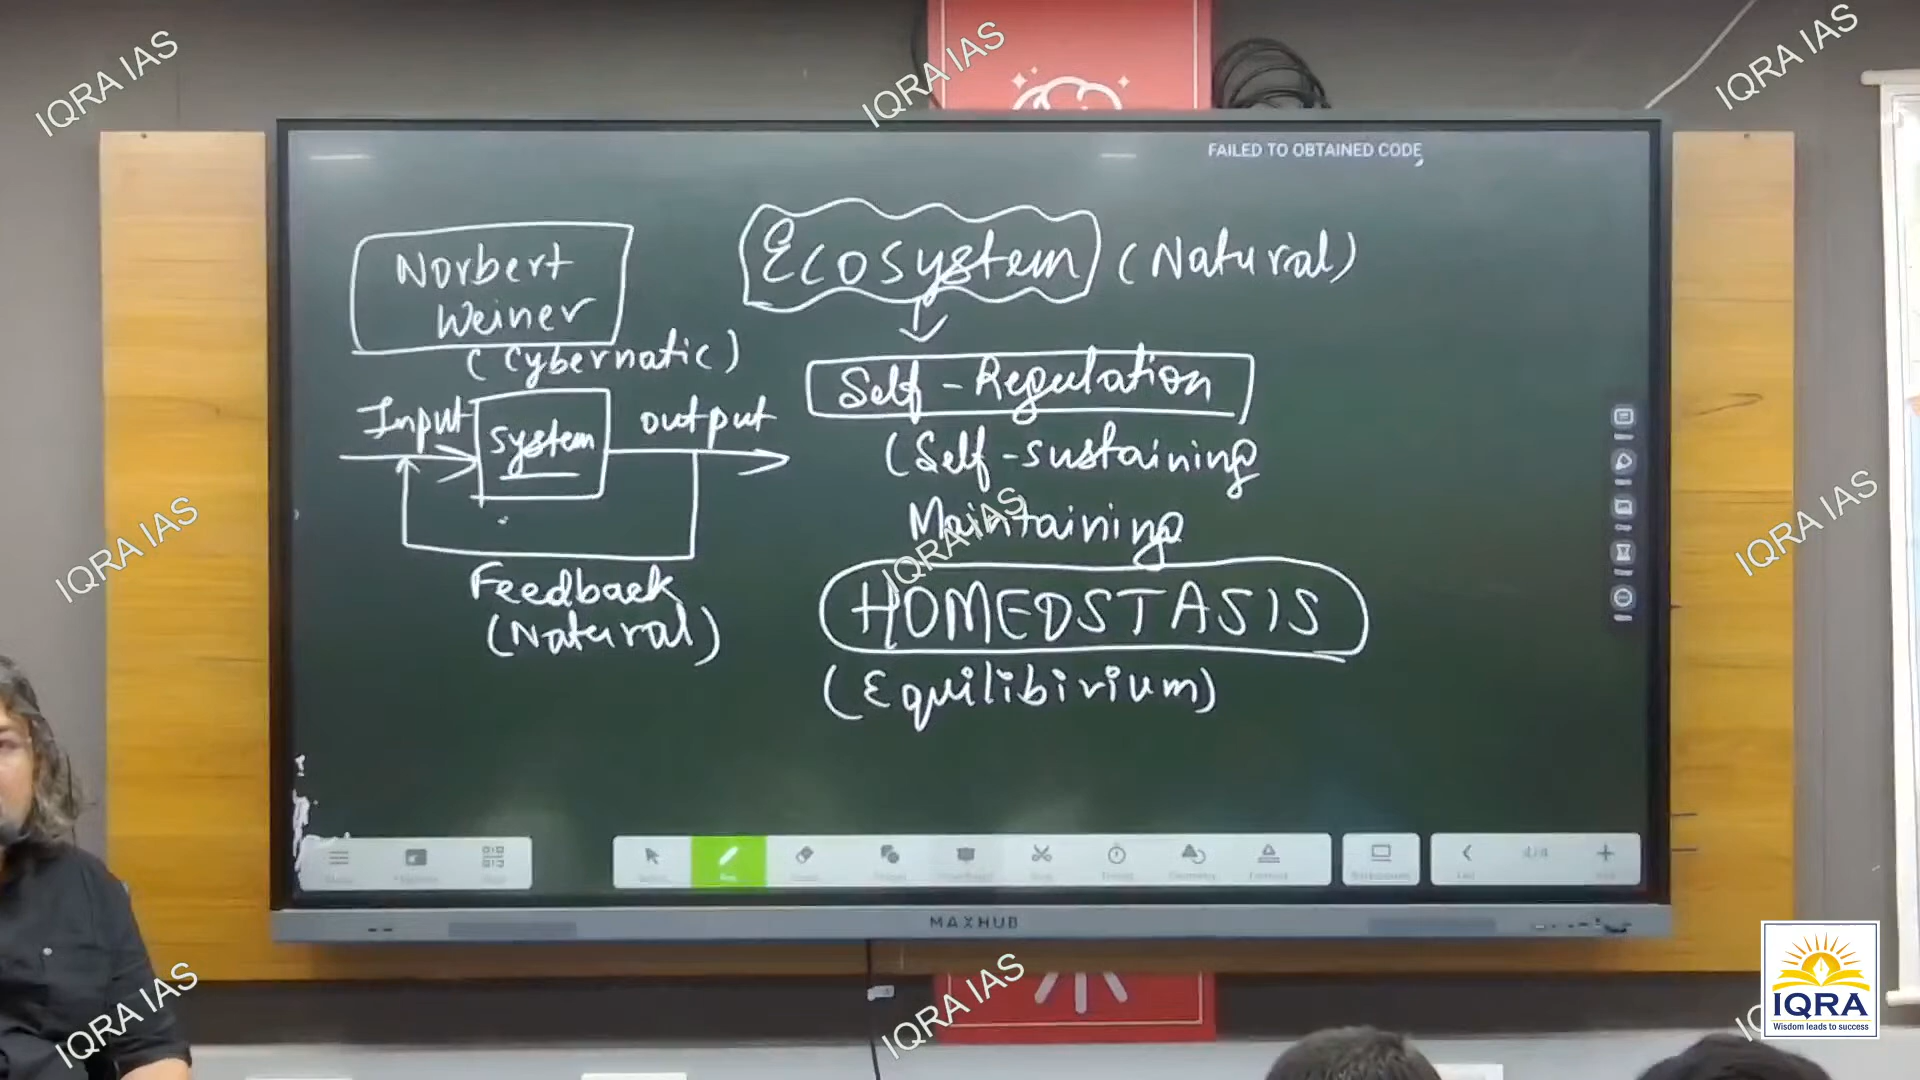 IQRA IAS
IQRA IAS
IQRA IAS
FAILED TO OBTAINED CODE
Norbert
Weiner
(Cybernatic)
Input
system
output
Feedback
(Natural)
Ecosystem (Natural)
Self-Regulation
(Self-sustaining
Maintaining
HOMEOSTASIS
(Equilibirium)
IQRA IAS
IQRA IAS
IQRA IAS
MAXHUB
IQRA IAS
IQRA IAS
IQRA
Wisdom leads to success